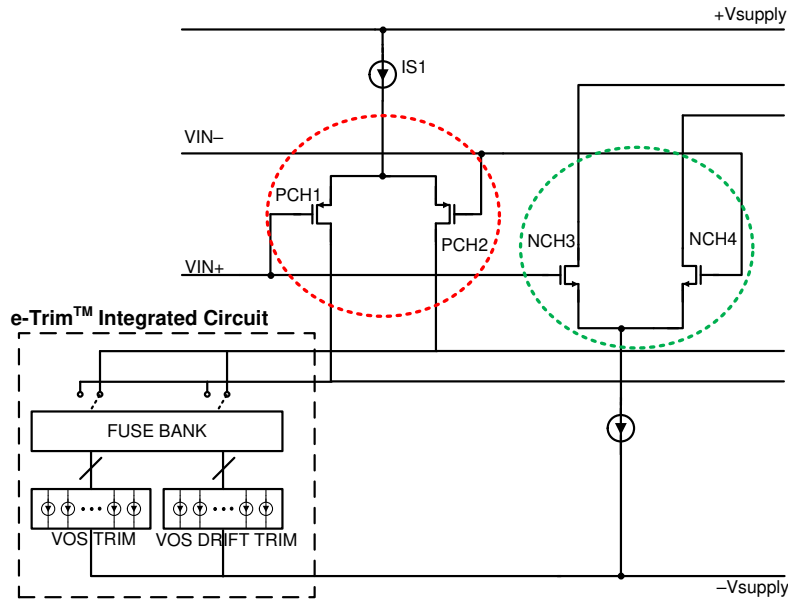 +Vsupply
IS1
VIN–
PCH1
PCH2
NCH3
NCH4
VIN+
e-Trim™ Integrated Circuit
FUSE BANK
VOS TRIM
VOS DRIFT TRIM
–Vsupply